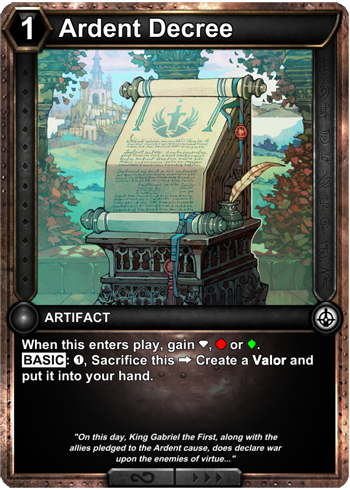 1 Ardent Decree
ARTIFACT
When this enters play, gain , or .
BASIC: ❶, Sacrifice this ➡ Create a Valor and
put it into your hand.
"On this day, King Gabriel the First, along with the
allies pledged to the Ardent cause, does declare war
upon the enemies of virtue..."